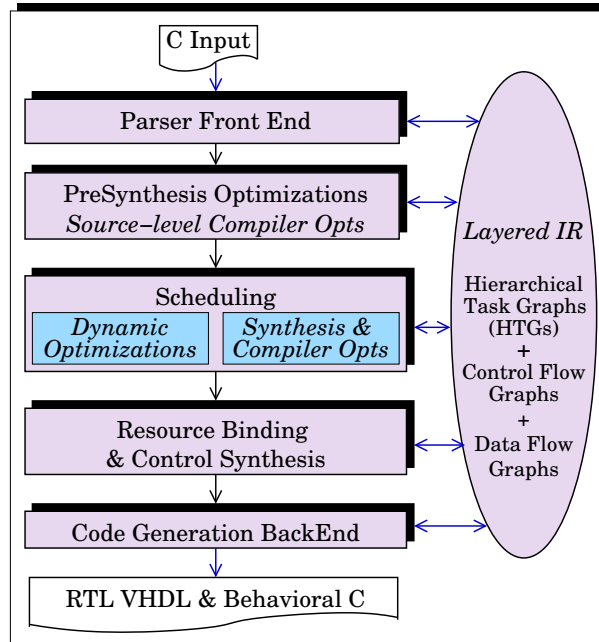 C Input
Parser Front End
PreSynthesis Optimizations
Source-level Compiler Opts
Scheduling
Dynamic
Optimizations
Synthesis &
Compiler Opts
Resource Binding
& Control Synthesis
Code Generation BackEnd
RTL VHDL & Behavioral C
Layered IR
Hierarchical
Task Graphs
(HTGs)
+
Control Flow
Graphs
+
Data Flow
Graphs